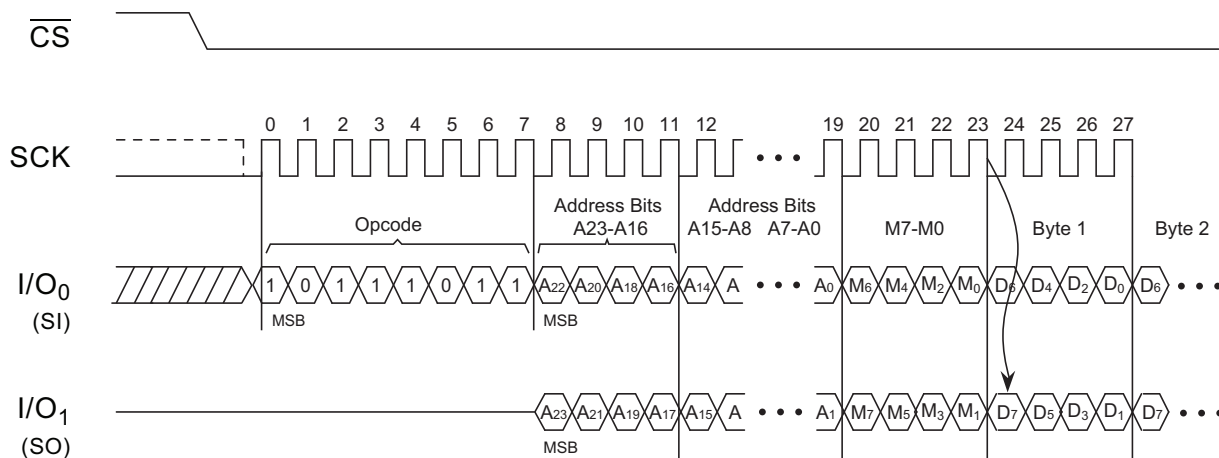 CS
0 1 2 3 4 5 6 7 8 9 10 11 12 19 20 21 22 23 24 25 26 27
SCK
Address Bits Address Bits
Opcode A23-A16 A15-A8 A7-A0 M7-M0 Byte 1 Byte 2
I/O0 1 0 1 1 1 0 1 1 A22 A20 A18 A16 A14 A A0 M6 M4 M2 M0 D6 D4 D2 D0 D6
(SI) MSB MSB
I/O1 A23 A21 A19 A17 A15 A A1 M7 M5 M3 M1 D7 D5 D3 D1 D7
(SO) MSB